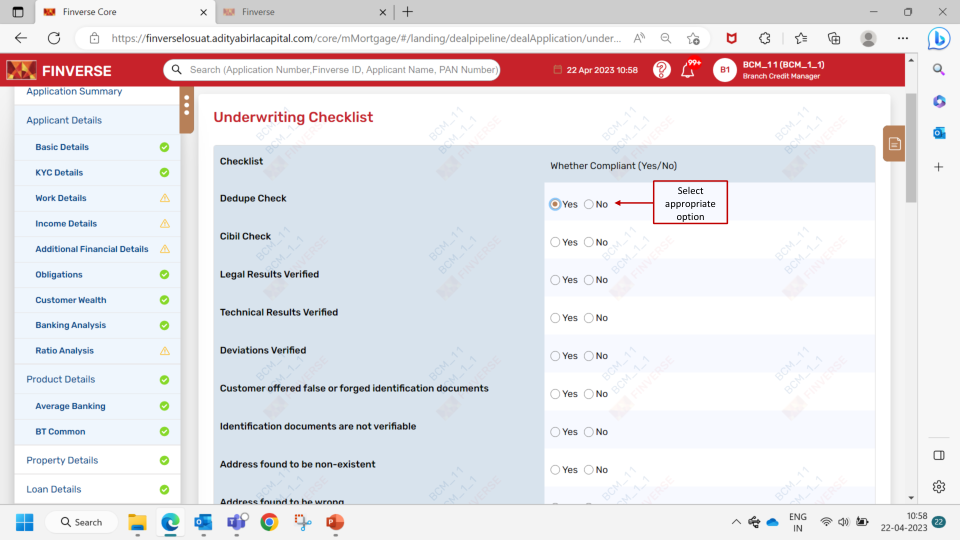 Finverse Core
Finverse
https://finverselosuat.adityabirlacapital.com/core/mMortgage/#/landing/dealpipeline/dealApplication/under...
FINVERSE
Search (Application Number,Finverse ID, Applicant Name, PAN Number)
22 Apr 2023 10:58
99+
B1
BCM_1 1 (BCM_1_1)
Branch Credit Manager
Application Summary
Applicant Details
Basic Details
KYC Details
Work Details
Income Details
Additional Financial Details
Obligations
Customer Wealth
Banking Analysis
Ratio Analysis
Product Details
Average Banking
BT Common
Property Details
Loan Details
Underwriting Checklist
Checklist
Whether Compliant (Yes/No)
Dedupe Check
Yes No
Select
appropriate
option
Cibil Check
Yes No
Legal Results Verified
Yes No
Technical Results Verified
Yes No
Deviations Verified
Yes No
Customer offered false or forged identification documents
Yes No
Identification documents are not verifiable
Yes No
Address found to be non-existent
Yes No
Address found to be wrong
BCM_1 1
BCM_1_1
FINVERSE
Search
ENG
IN
10:58
22-04-2023
22